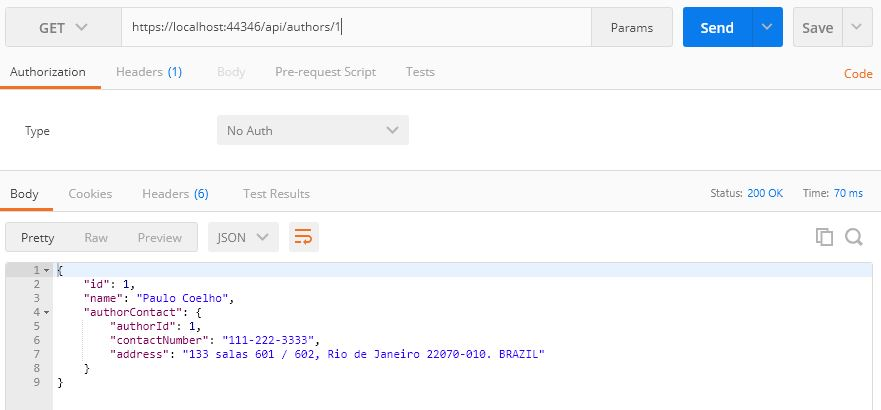 GET https://localhost:44346/api/authors/1 Params Send Save
Authorization Headers (1) Body Pre-request Script Tests Code
Type No Auth
Body Cookies Headers (6) Test Results Status: 200 OK Time: 70 ms
Pretty Raw Preview JSON
1 {
2 "id": 1,
3 "name": "Paulo Coelho",
4 "authorContact": {
5 "authorId": 1,
6 "contactNumber": "111-222-3333",
7 "address": "133 salas 601 / 602, Rio de Janeiro 22070-010. BRAZIL"
8 }
9 }